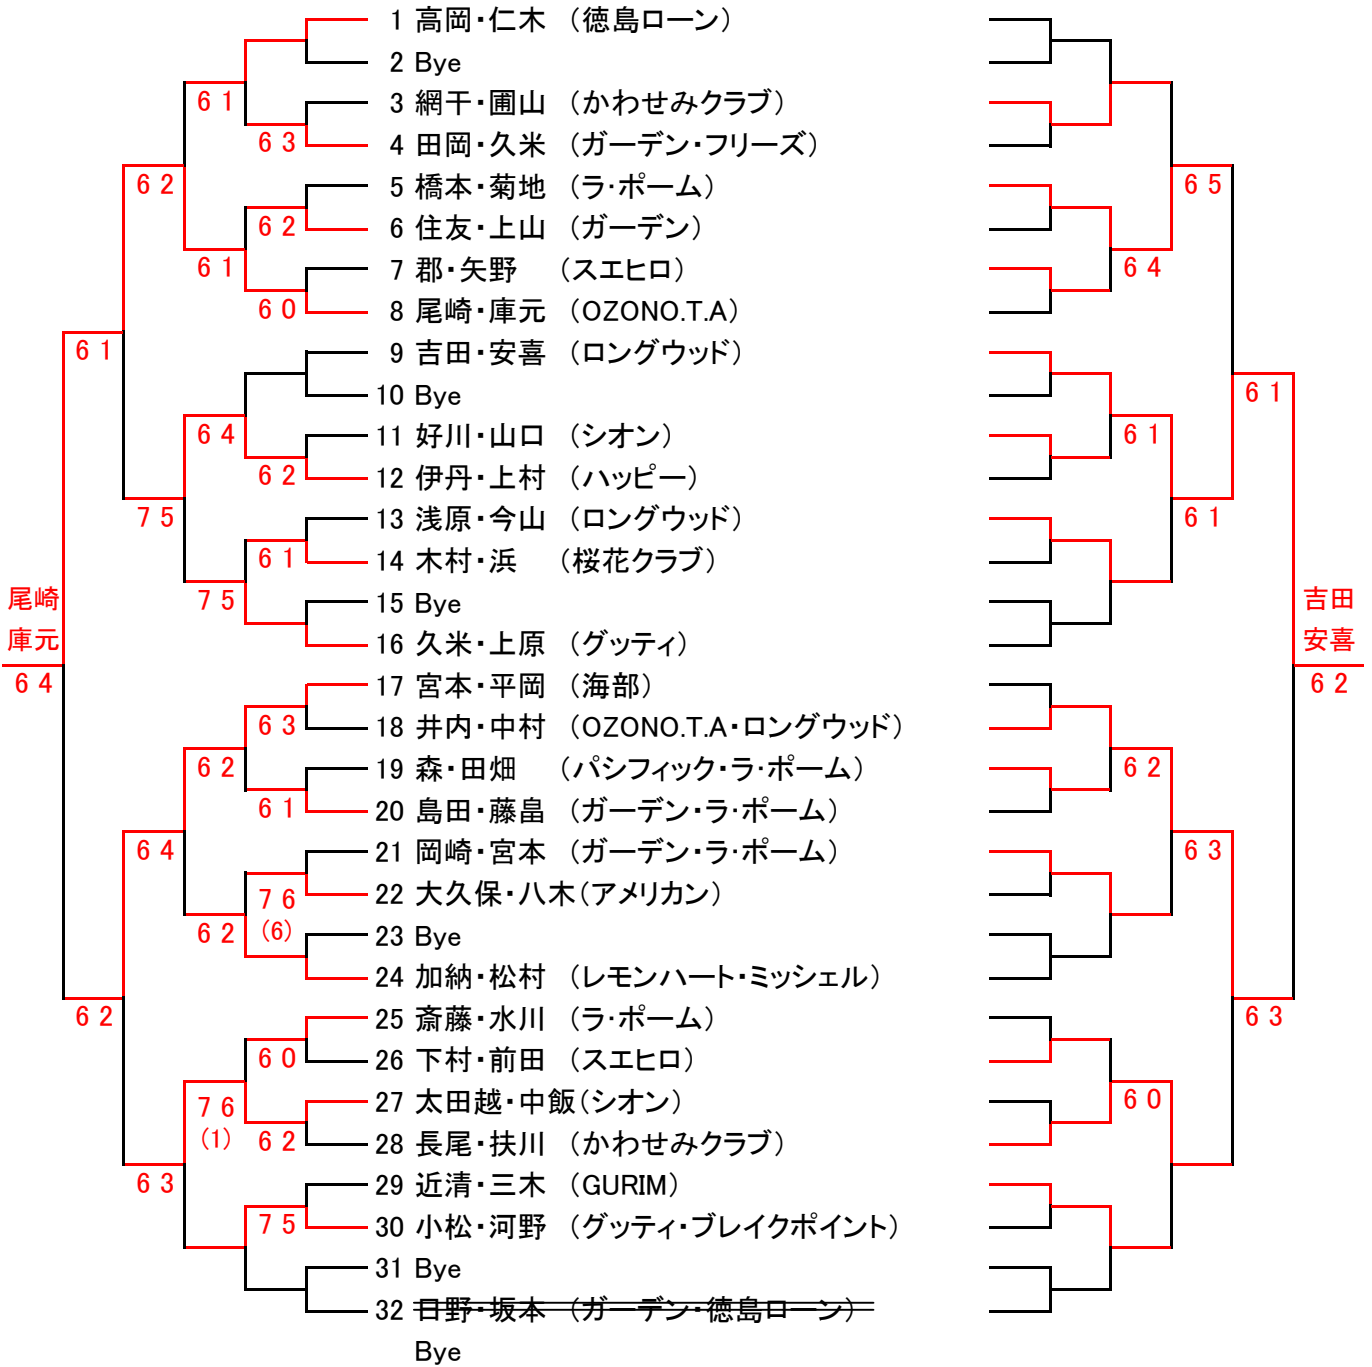 1 高岡・仁木 （徳島ローン）
2 Bye
6 1
3 網干・圃山 （かわせみクラブ）
6 3
4 田岡・久米 （ガーデン・フリーズ）
6 2
5 橋本・菊地 （ラ・ポーム）
6 5
6 2
6 住友・上山 （ガーデン）
6 1
7 郡・矢野 （スエヒロ）
6 4
6 0
8 尾崎・庫元 （OZONO.T.A）
6 1
9 吉田・安喜 （ロングウッド）
10 Bye
6 1
6 4
11 好川・山口 （シオン）
6 1
6 2
12 伊丹・上村 （ハッピー）
7 5
13 浅原・今山 （ロングウッド）
6 1
6 1
14 木村・浜 （桜花クラブ）
7 5
15 Bye
尾崎
庫元
吉田
安喜
16 久米・上原 （グッティ）
6 4
17 宮本・平岡 （海部）
6 2
6 3
18 井内・中村 （OZONO.T.A・ロングウッド）
6 2
19 森・田畑 （パシフィック・ラ・ポーム）
6 2
6 1
20 島田・藤畠 （ガーデン・ラ・ポーム）
6 4
21 岡崎・宮本 （ガーデン・ラ・ポーム）
6 3
7 6
(6)
22 大久保・八木（アメリカン）
6 2
23 Bye
24 加納・松村 （レモンハート・ミッシェル）
6 2
25 斎藤・水川 （ラ・ポーム）
6 3
6 0
26 下村・前田 （スエヒロ）
7 6
(1)
27 太田越・中飯（シオン）
6 0
6 2
28 長尾・扶川 （かわせみクラブ）
6 3
29 近清・三木 （GURIM）
7 5
30 小松・河野 （グッティ・ブレイクポイント）
31 Bye
32 日野・坂本 （ガーデン・徳島ローン）
Bye